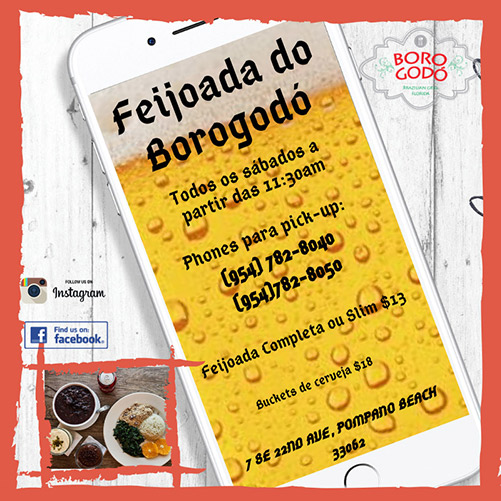 Feijoada do
Borogodó
Todos os sábados a
partir das 11:30am
Phones para pick-up:
(954) 782-8040
(954)782-8050
Feijoada Completa ou Slim $13
Buckets de cerveja $18
7 SE 22ND AVE, POMPANO BEACH
33062
BORO
GODÓ
BRAZILIAN GRILL
FLORIDA
FOLLOW US ON
Instagram
Find us on:
facebook®